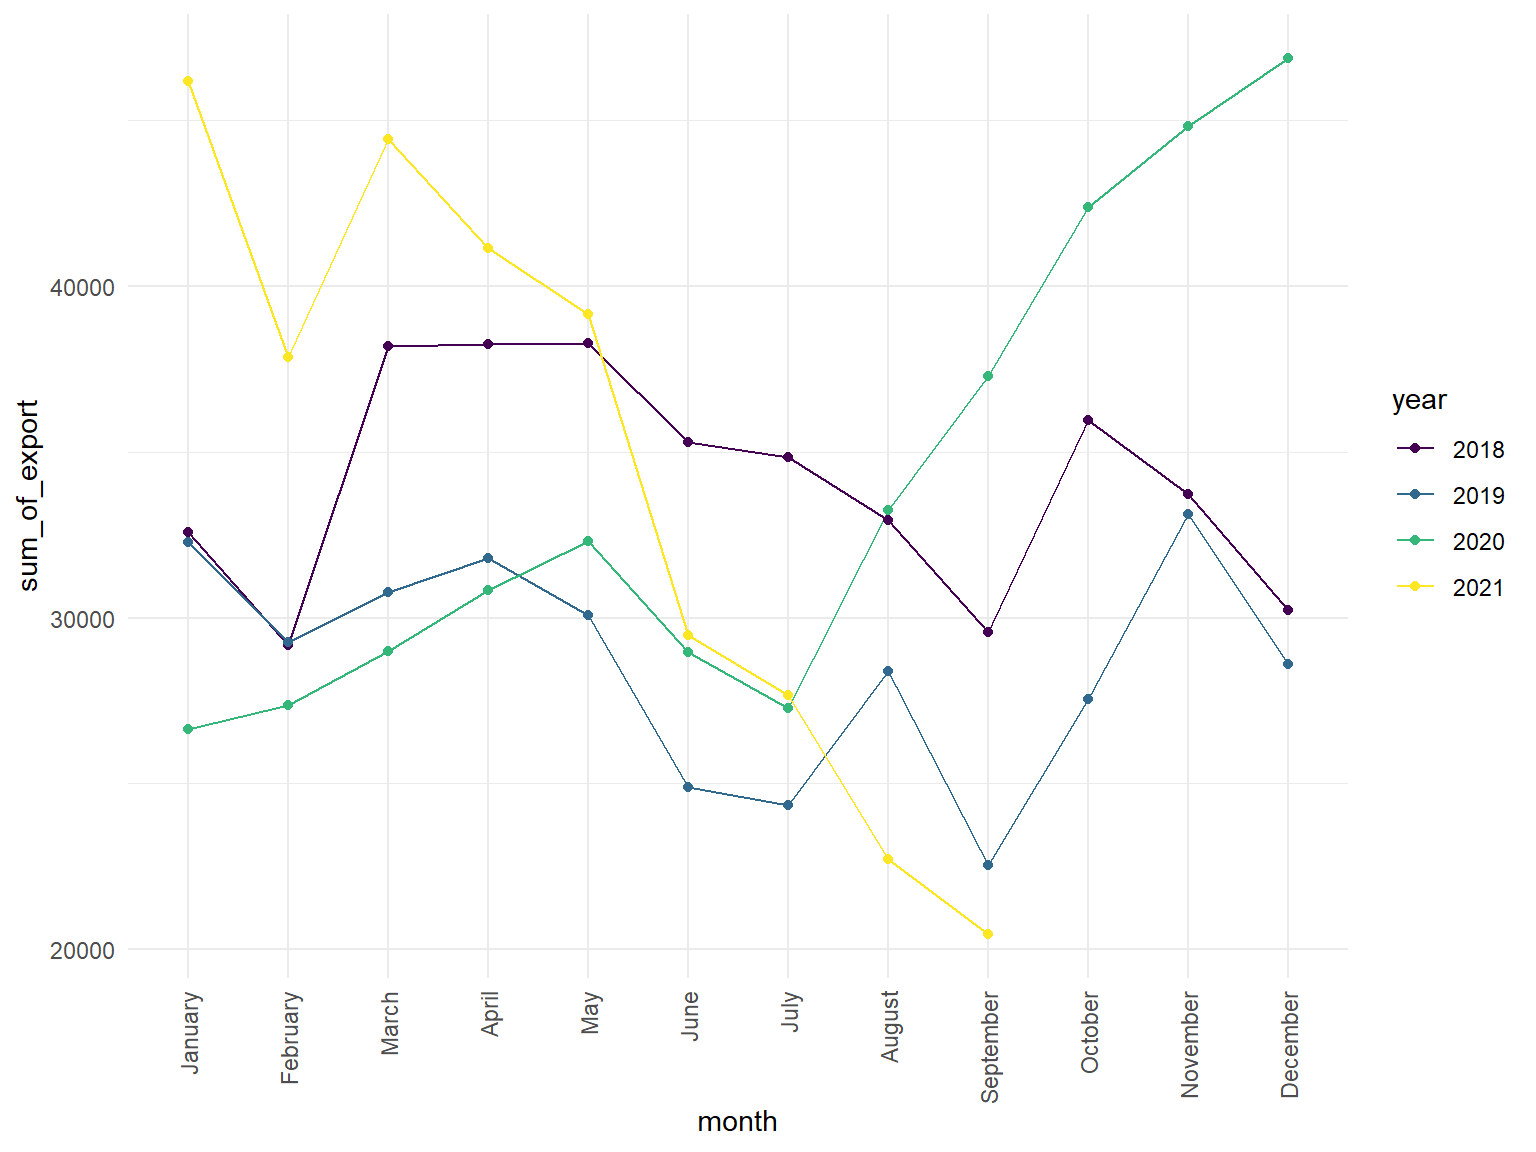 sum_of_export
40000
30000
20000
January
February
March
April
May
June
July
August
September
October
November
December
month
year
2018
2019
2020
2021